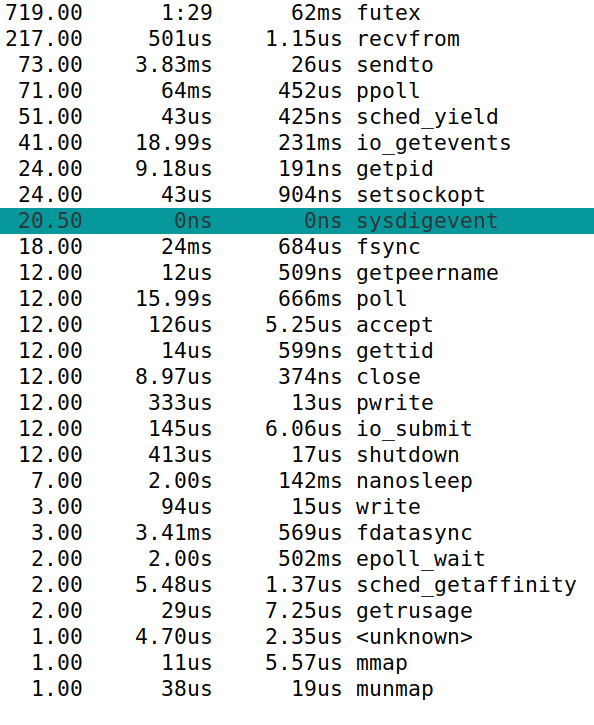 719.00 1:29 62ms futex
217.00 501us 1.15us recvfrom
73.00 3.83ms 26us sendto
71.00 64ms 452us ppoll
51.00 43us 425ns sched_yield
41.00 18.99s 231ms io_getevents
24.00 9.18us 191ns getpid
24.00 43us 904ns setsockopt
20.50 0ns 0ns sysdigevent
18.00 24ms 684us fsync
12.00 12us 509ns getpeername
12.00 15.99s 666ms poll
12.00 126us 5.25us accept
12.00 14us 599ns gettid
12.00 8.97us 374ns close
12.00 333us 13us pwrite
12.00 145us 6.06us io_submit
12.00 413us 17us shutdown
7.00 2.00s 142ms nanosleep
3.00 94us 15us write
3.00 3.41ms 569us fdatasync
2.00 2.00s 502ms epoll_wait
2.00 5.48us 1.37us sched_getaffinity
2.00 29us 7.25us getrusage
1.00 4.70us 2.35us <unknown>
1.00 11us 5.57us mmap
1.00 38us 19us munmap